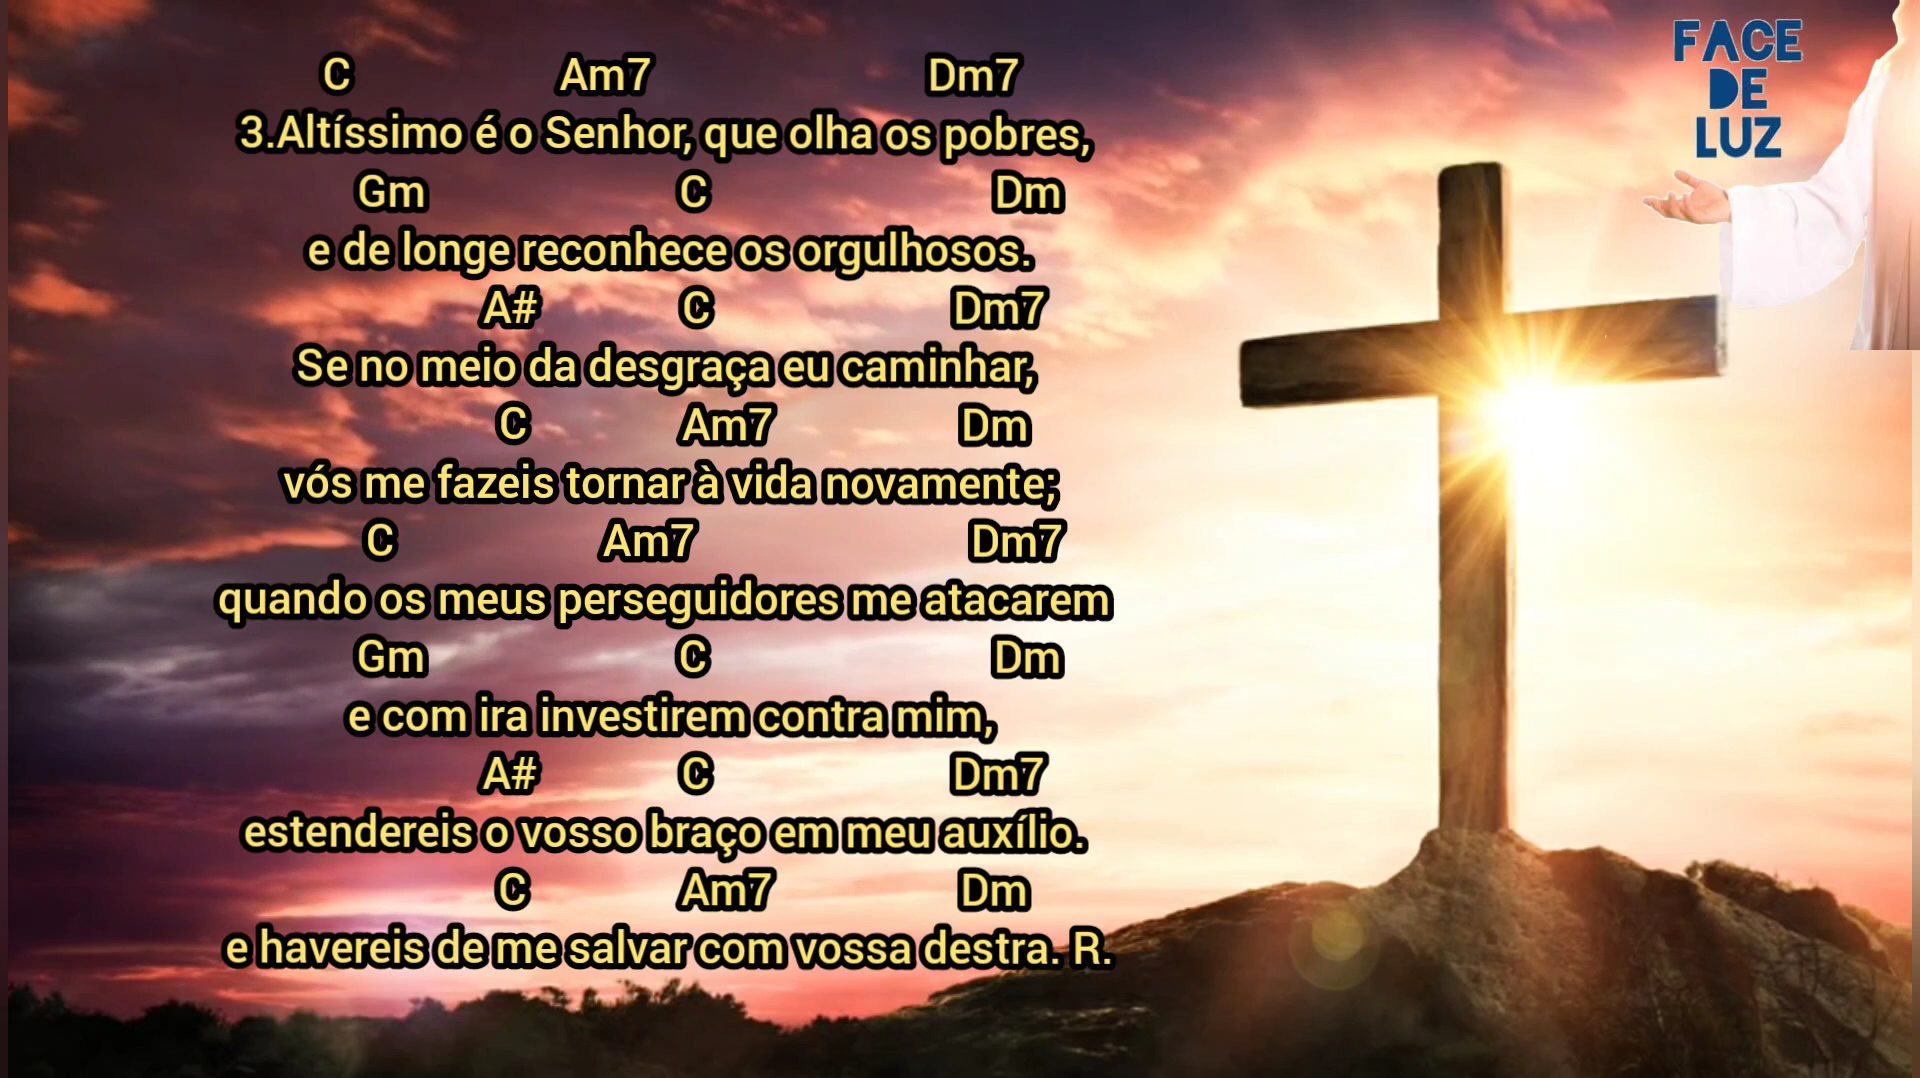 C Am7 Dm7
3.Altíssimo é o Senhor, que olha os pobres,
Gm C Dm
e de longe reconhece os orgulhosos.
A# C Dm7
Se no meio da desgraça eu caminhar,
C Am7 Dm
vós me fazeis tornar à vida novamente;
C Am7 Dm7
quando os meus perseguidores me atacarem
Gm C Dm
e com ira investirem contra mim,
A# C Dm7
estendereis o vosso braço em meu auxílio.
C Am7 Dm
e havereis de me salvar com vossa destra. R.
FACE
DE
LUZ